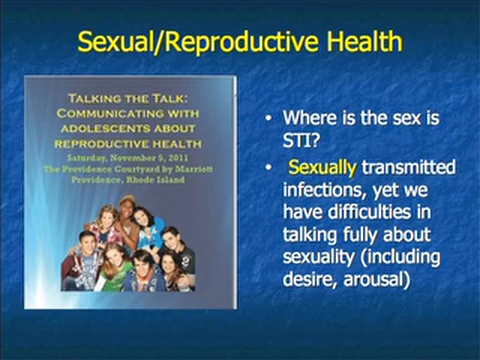 Sexual/Reproductive Health
TALKING THE TALK:
COMMUNICATING WITH
ADOLESCENTS ABOUT
REPRODUCTIVE HEALTH
Saturday, November 5, 2011
The Providence Courtyard by Marriott
Providence, Rhode Island
• Where is the sex is
STI?
• Sexually transmitted
infections, yet we
have difficulties in
talking fully about
sexuality (including
desire, arousal)